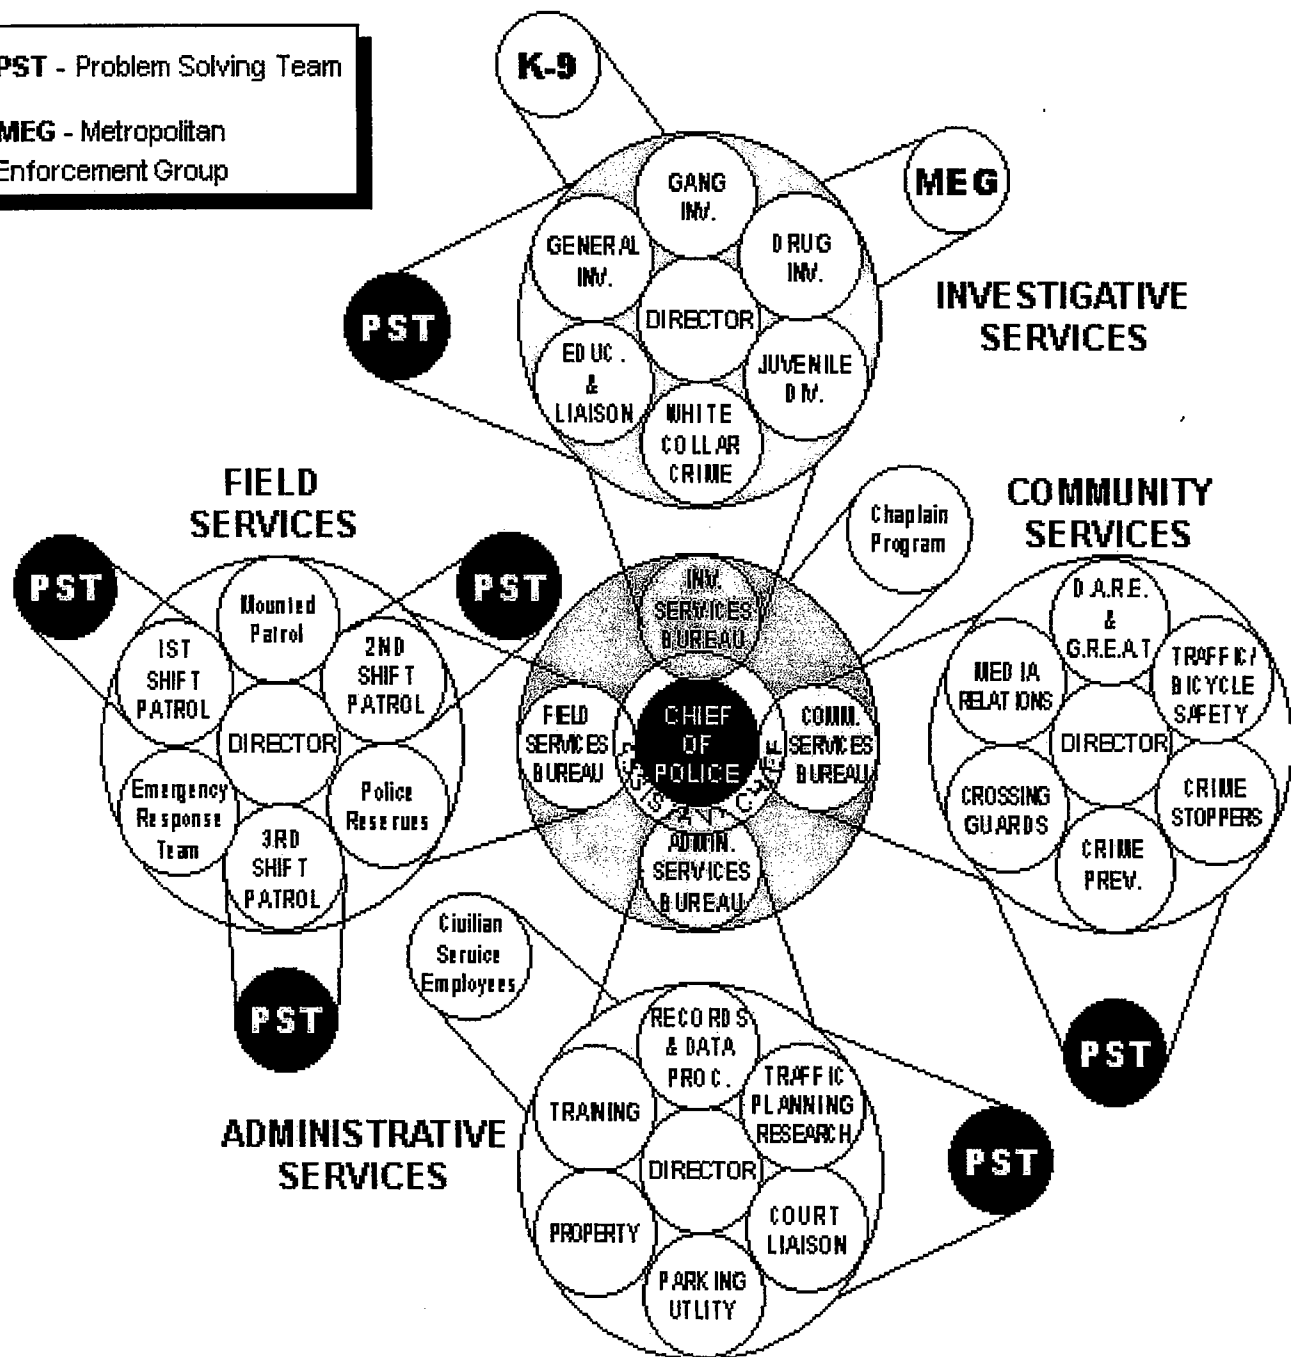 PST - Problem Solving Team
MEG - Metropolitan
Enforcement Group
K-9
MEG
GANG
INV.
GENERAL
INV.
DRUG
INV.
PST
DIRECTOR
EDUC.
&
LIAISON
JUVENILE
DIV.
WHITE
COLLAR
CRIME
INVESTIGATIVE
SERVICES
FIELD
SERVICES
PST
PST
Mounted
Patrol
1ST
SHIFT
PATROL
2ND
SHIFT
PATROL
DIRECTOR
Emergency
Response
Team
Police
Reserves
3RD
SHIFT
PATROL
PST
Chaplain
Program
INV.
SERVICES
BUREAU
FIELD
SERVICES
BUREAU
CHIEF
OF
POLICE
ASSISTANT CHIEF
COMM.
SERVICES
BUREAU
ADMIN.
SERVICES
BUREAU
COMMUNITY
SERVICES
D.A.R.E.
&
G.R.E.A.T
MEDIA
RELATIONS
TRAFFIC/
BICYCLE
SAFETY
DIRECTOR
CROSSING
GUARDS
CRIME
STOPPERS
CRIME
PREV.
PST
Civilian
Service
Employees
ADMINISTRATIVE
SERVICES
RECORDS
& DATA
PROC.
TRAINING
TRAFFIC
PLANNING
RESEARCH
DIRECTOR
PROPERTY
COURT
LIAISON
PARKING
UTLITY
PST